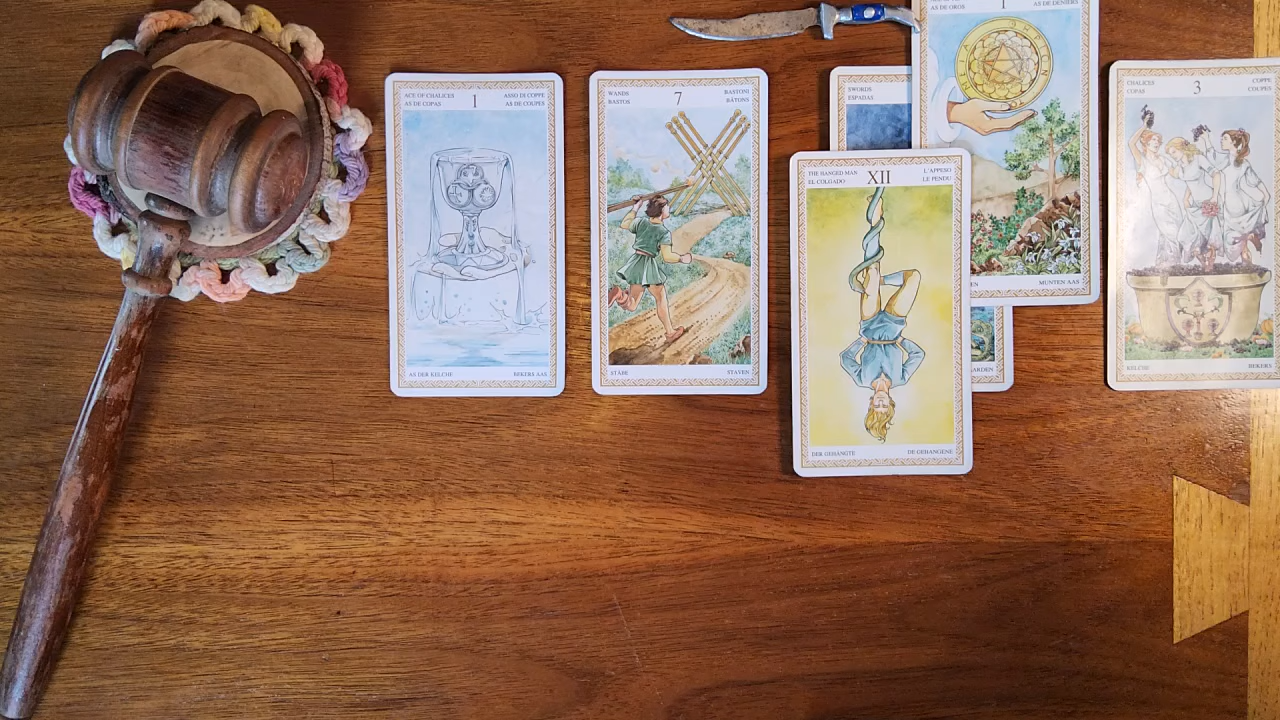 ACE OF CHALICES
AS DE COPAS
I
ASSO DI COPPE
AS DE COUPES
AS DER KELCHE
BEKERS AAS
WANDS
BASTOS
7
BASTONI
BÂTONS
STÄBE
STAVEN
SWORDS
ESPADAS
AS DE OROS
I
AS DE DENIERS
MUNTEN AAS
THE HANGED MAN
EL COLGADO
XII
L'APPESO
LE PENDU
DER GEHÄNGTE
DE GEHANGENE
CHALICES
COPAS
3
COPPE
COUPES
KELCHE
BEKERS